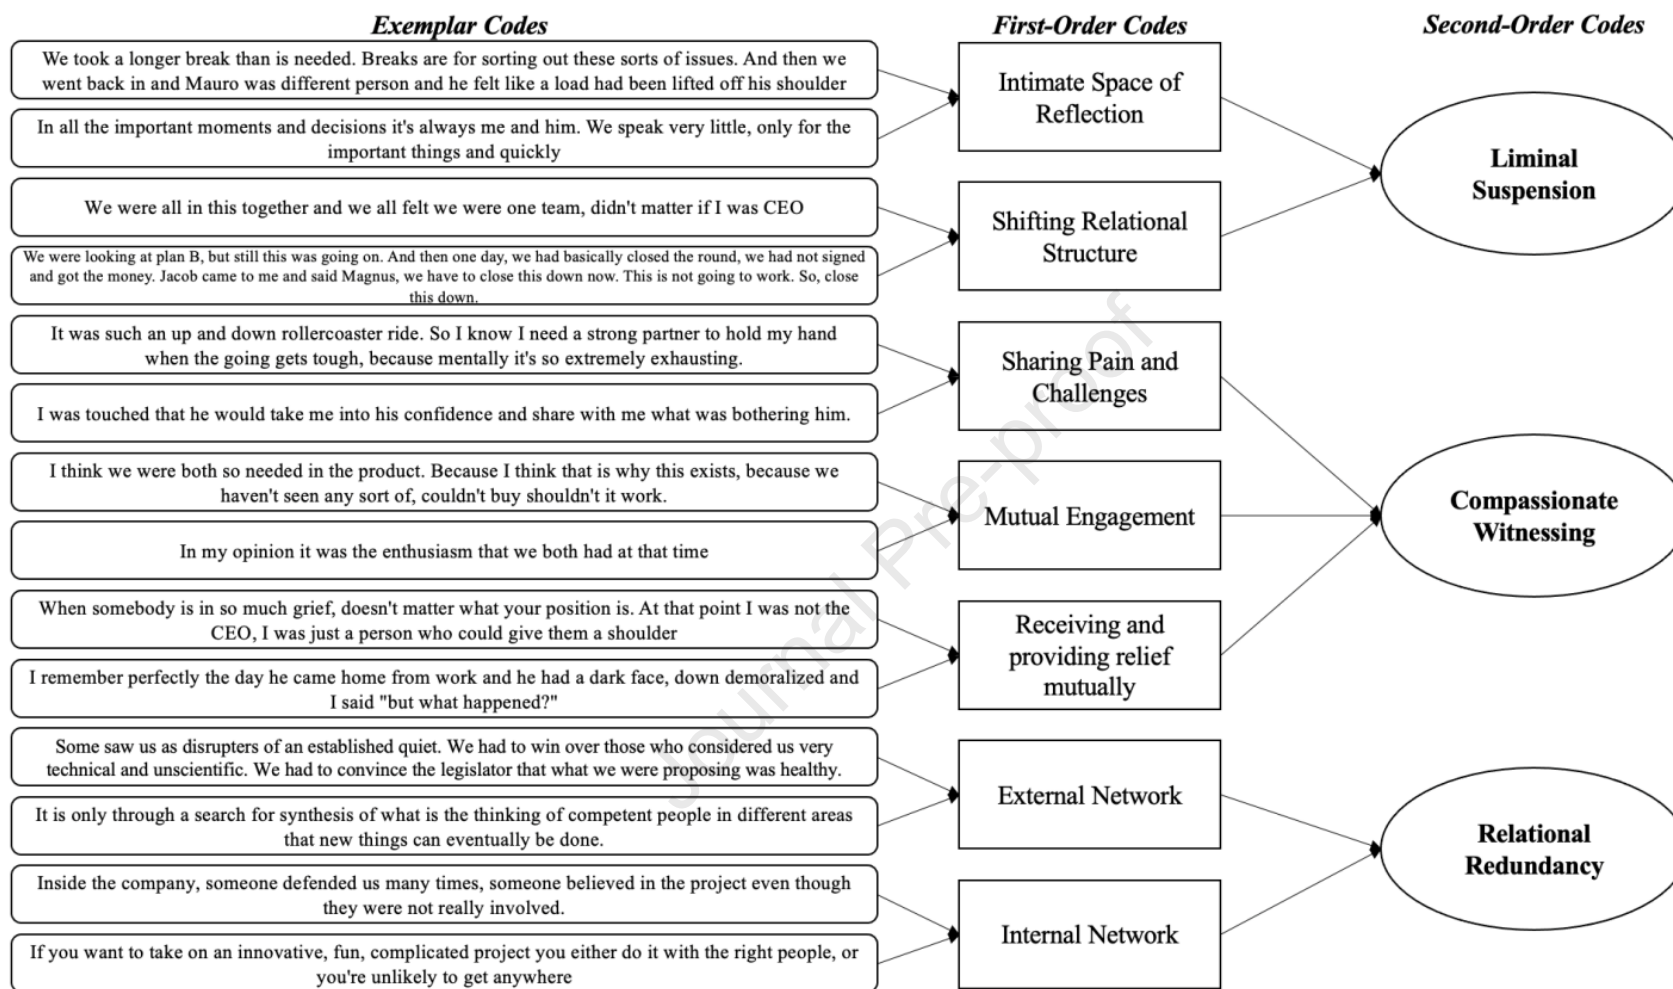 Exemplar Codes
First-Order Codes
Second-Order Codes
We took a longer break than is needed. Breaks are for sorting out these sorts of issues. And then we
went back in and Mauro was different person and he felt like a load had been lifted off his shoulder
In all the important moments and decisions it's always me and him. We speak very little, only for the
important things and quickly
Intimate Space of
Reflection
We were all in this together and we all felt we were one team, didn't matter if I was CEO
We were looking at plan B, but still this was going on. And then one day, we had basically closed the round, we had not signed
and got the money. Jacob came to me and said Magnus, we have to close this down now. This is not going to work. So, close
this down.
Shifting Relational
Structure
Liminal
Suspension
It was such an up and down rollercoaster ride. So I know I need a strong partner to hold my hand
when the going gets tough, because mentally it's so extremely exhausting.
I was touched that he would take me into his confidence and share with me what was bothering him.
Sharing Pain and
Challenges
I think we were both so needed in the product. Because I think that is why this exists, because we
haven't seen any sort of, couldn't buy shouldn't it work.
In my opinion it was the enthusiasm that we both had at that time
Mutual Engagement
When somebody is in so much grief, doesn't matter what your position is. At that point I was not the
CEO, I was just a person who could give them a shoulder
I remember perfectly the day he came home from work and he had a dark face, down demoralized and
I said "but what happened?"
Receiving and
providing relief
mutually
Compassionate
Witnessing
Some saw us as disrupters of an established quiet. We had to win over those who considered us very
technical and unscientific. We had to convince the legislator that what we were proposing was healthy.
It is only through a search for synthesis of what is the thinking of competent people in different areas
that new things can eventually be done.
External Network
Inside the company, someone defended us many times, someone believed in the project even though
they were not really involved.
If you want to take on an innovative, fun, complicated project you either do it with the right people, or
you're unlikely to get anywhere
Internal Network
Relational
Redundancy
Journal Pre-proof